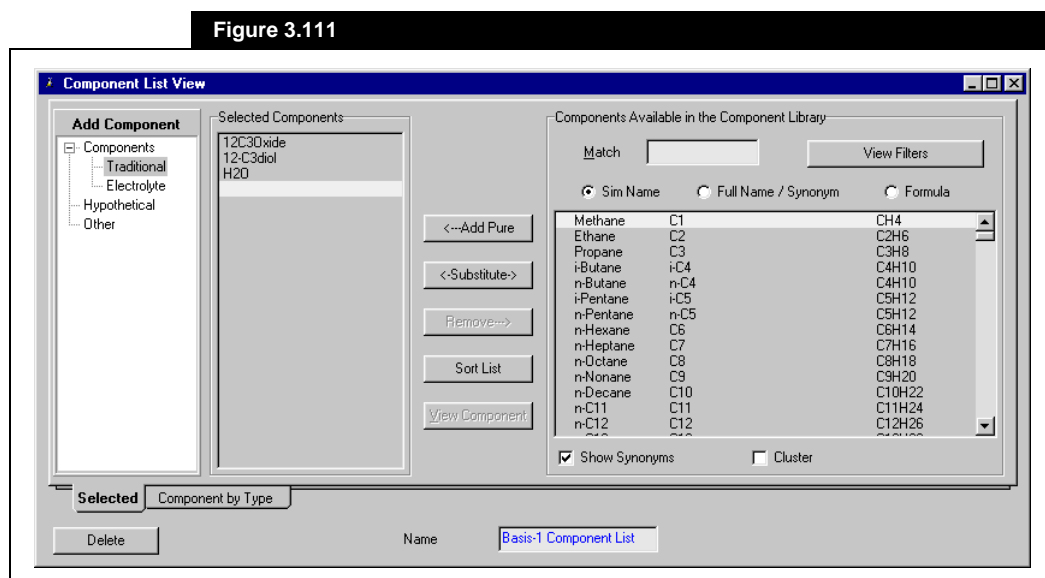 Figure 3.111
Component List View
Add Component
Components
Traditional
Electrolyte
Hypothetical
Other
Selected Components
12C3Oxide
12-C3diol
H2O
<---Add Pure
<-Substitute->
Remove--->
Sort List
View Component
Components Available in the Component Library
Match
View Filters
Sim Name Full Name / Synonym Formula
Methane C1 CH4
Ethane C2 C2H6
Propane C3 C3H8
i-Butane i-C4 C4H10
n-Butane n-C4 C4H10
i-Pentane i-C5 C5H12
n-Pentane n-C5 C5H12
n-Hexane C6 C6H14
n-Heptane C7 C7H16
n-Octane C8 C8H18
n-Nonane C9 C9H20
n-Decane C10 C10H22
n-C11 C11 C11H24
n-C12 C12 C12H26
Show Synonyms Cluster
Selected Component by Type
Delete Name Basis-1 Component List